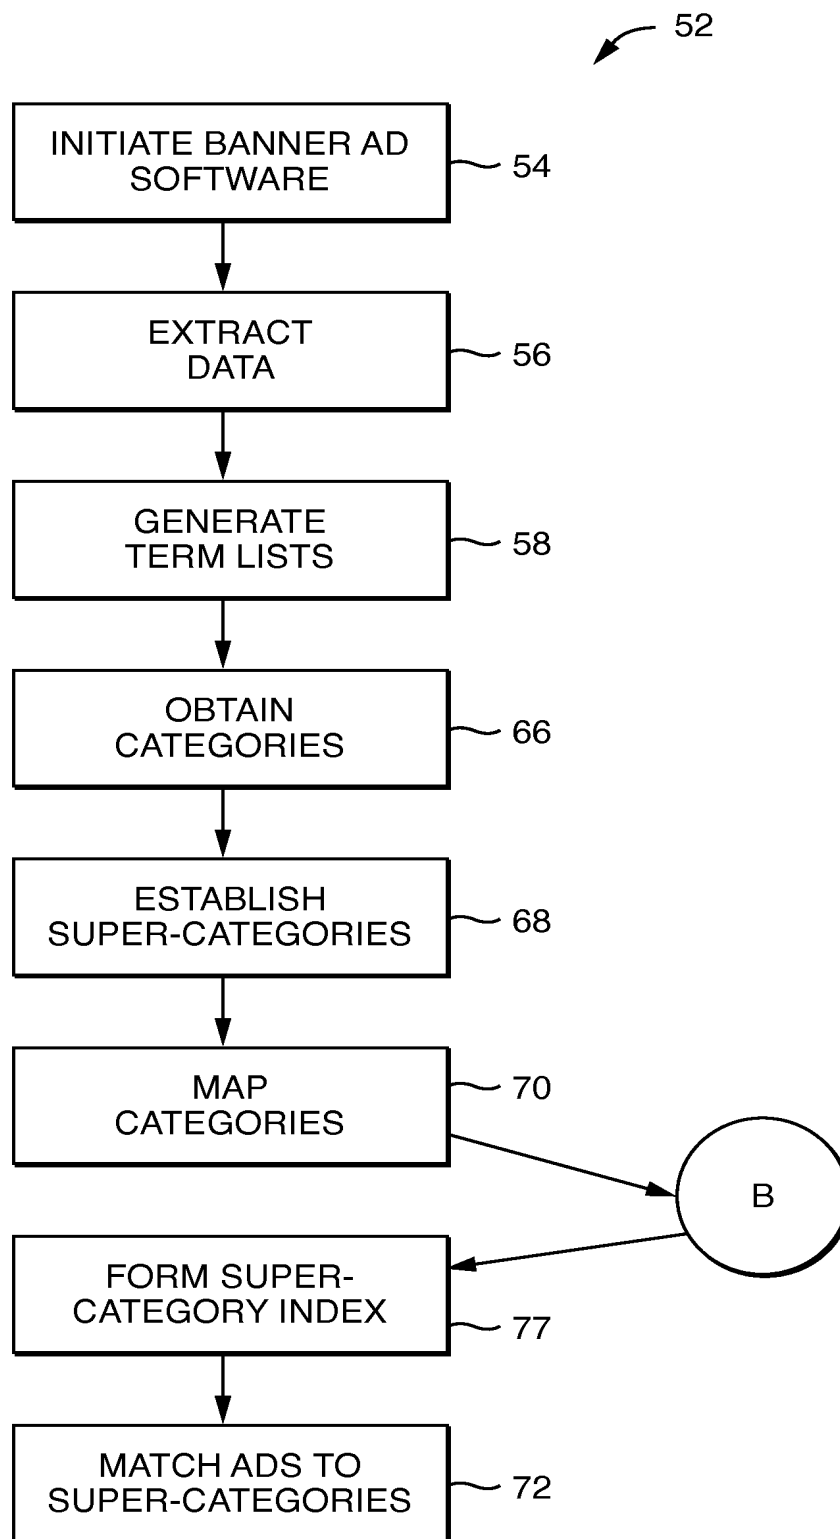 52
INITIATE BANNER AD
SOFTWARE
54
EXTRACT
DATA
56
GENERATE
TERM LISTS
58
OBTAIN
CATEGORIES
66
ESTABLISH
SUPER-CATEGORIES
68
MAP
CATEGORIES
70
B
FORM SUPER-
CATEGORY INDEX
77
MATCH ADS TO
SUPER-CATEGORIES
72